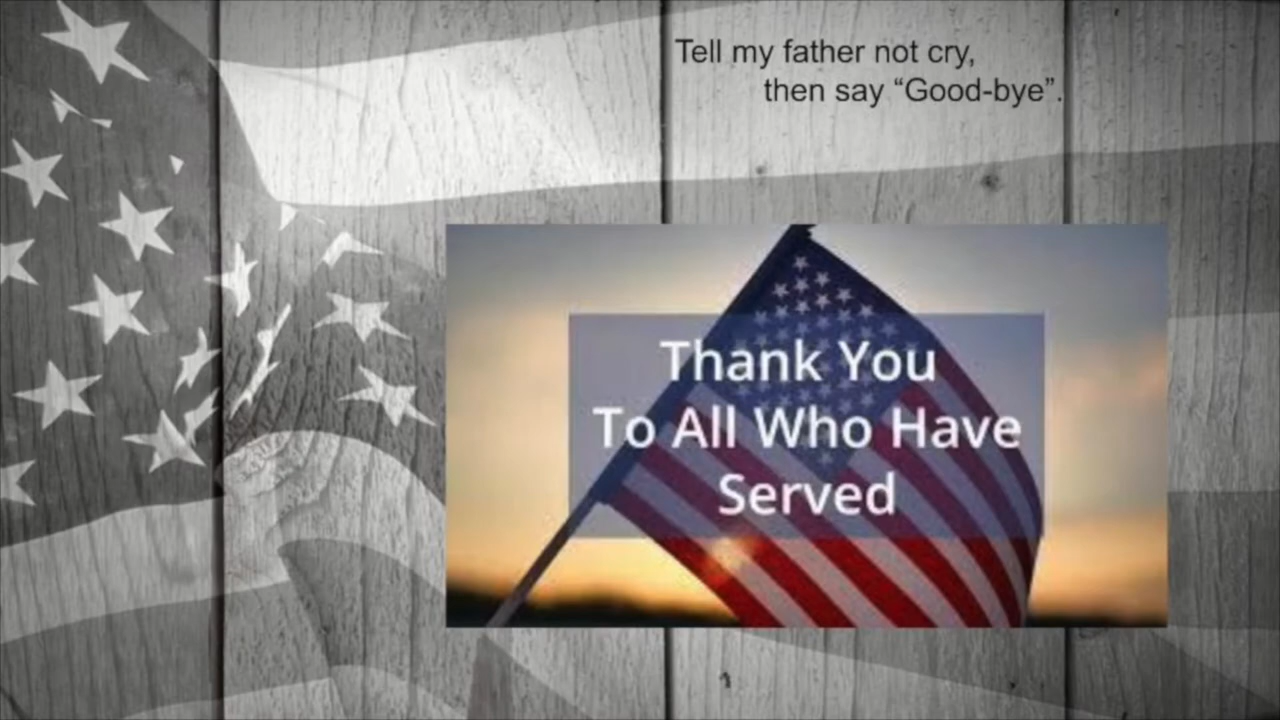 Tell my father not cry,
then say “Good-bye”.
Thank You
To All Who Have
Served